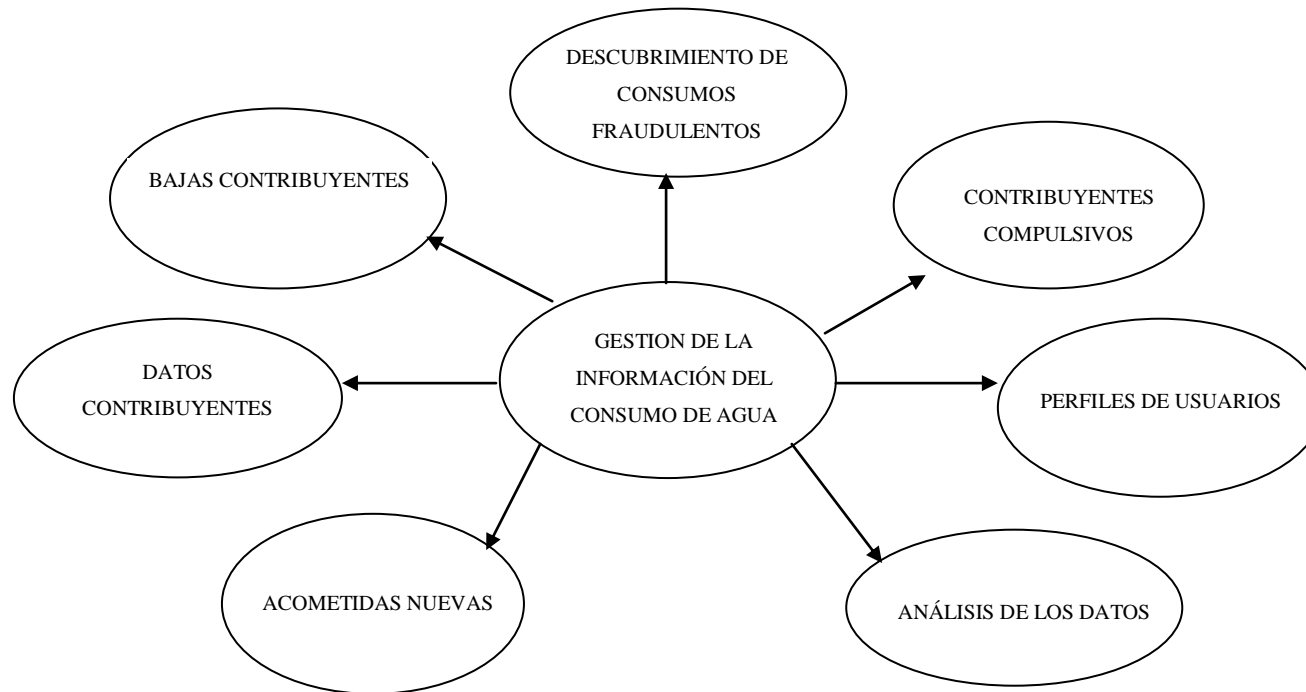 DESCUBRIMIENTO DE
CONSUMOS
FRAUDULENTOS
BAJAS CONTRIBUYENTES
CONTRIBUYENTES
COMPULSIVOS
GESTION DE LA
INFORMACIÓN DEL
CONSUMO DE AGUA
DATOS
CONTRIBUYENTES
PERFILES DE USUARIOS
ACOMETIDAS NUEVAS
ANÁLISIS DE LOS DATOS